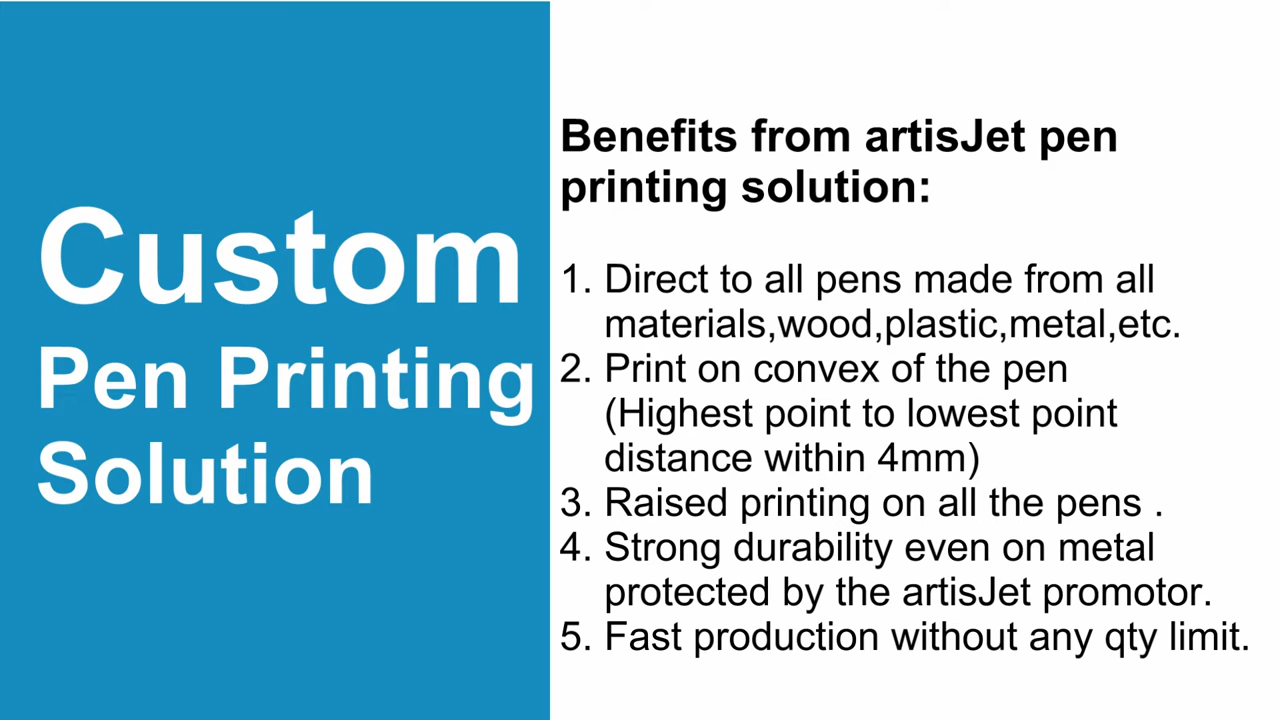 Custom
Pen Printing
Solution
Benefits from artisJet pen
printing solution:
1. Direct to all pens made from all
materials,wood,plastic,metal,etc.
2. Print on convex of the pen
(Highest point to lowest point
distance within 4mm)
3. Raised printing on all the pens .
4. Strong durability even on metal
protected by the artisJet promotor.
5. Fast production without any qty limit.